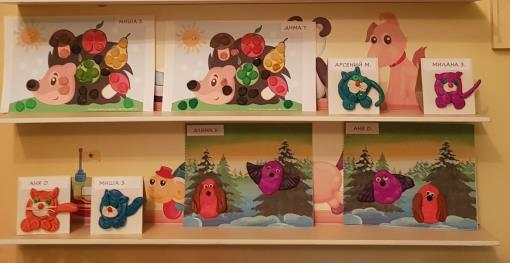 МИША З.
ДИМА Т.
АРСЕНИЙ М.
МИЛАНА З.
АНЯ О.
МИША З.
АЛИНА К.
АНЯ О.